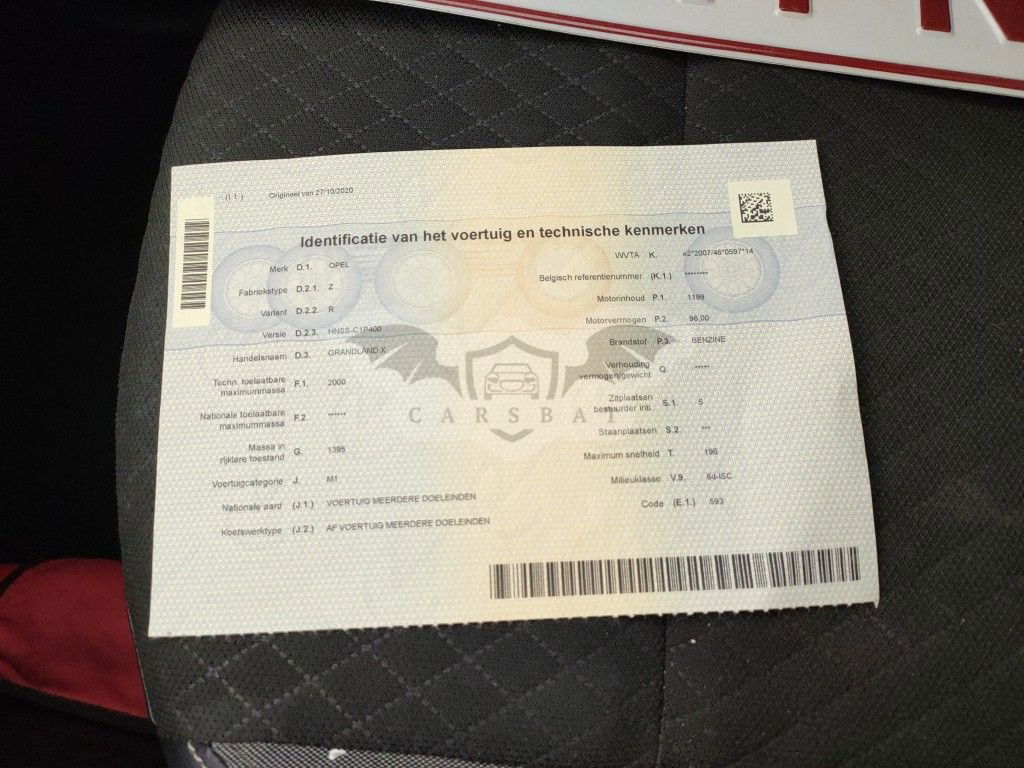 (I.1.) Origineel van 27/10/2020
Identificatie van het voertuig en technische kenmerken
Merk D.1. OPEL
Fabriekstype D.2.1. Z
Variant D.2.2. R
Versie D.2.3. HNSS-C1P400
Handelsnaam D.3. GRANDLAND X
Techn. toelaatbare
maximummassa F.1. 2000
Nationale toelaatbare
maximummassa F.2. ******
Massa in
rijklare toestand G. 1395
Voertuigcategorie J. M1
Nationale aard (J.1.) VOERTUIG MEERDERE DOELEINDEN
Koetswerktype (J.2.) AF VOERTUIG MEERDERE DOELEINDEN
WVTA K. e2*2007/46*0597*14
Belgisch referentienummer (K.1.) ********
Motorinhoud P.1. 1199
Motorvermogen P.2. 96,00
Brandstof P.3. BENZINE
Verhouding
vermogen/gewicht Q. *****
Zitplaatsen
bestuurder inb. S.1. 5
Staanplaatsen S.2. ***
Maximum snelheid T. 196
Milieuklasse V.9. 6d-ISC
Code (E.1.) 593
CARSBAT